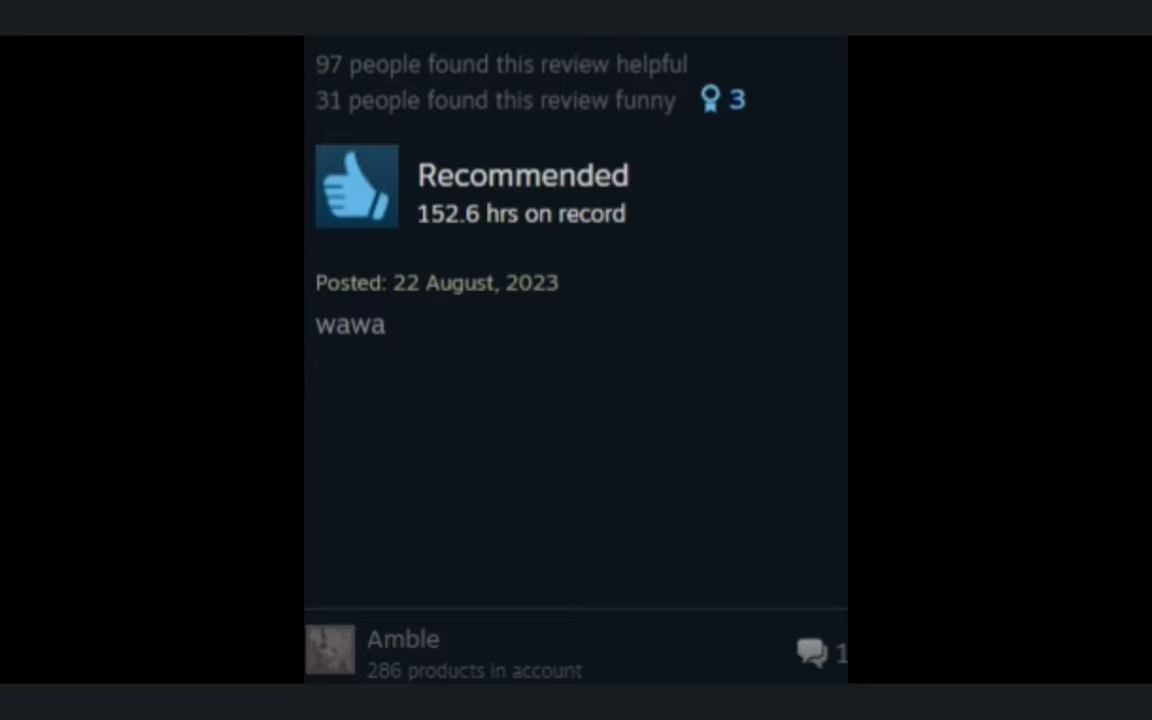 97 people found this review helpful
31 people found this review funny 3
Recommended
152.6 hrs on record
Posted: 22 August, 2023
wawa
Amble
286 products in account
1